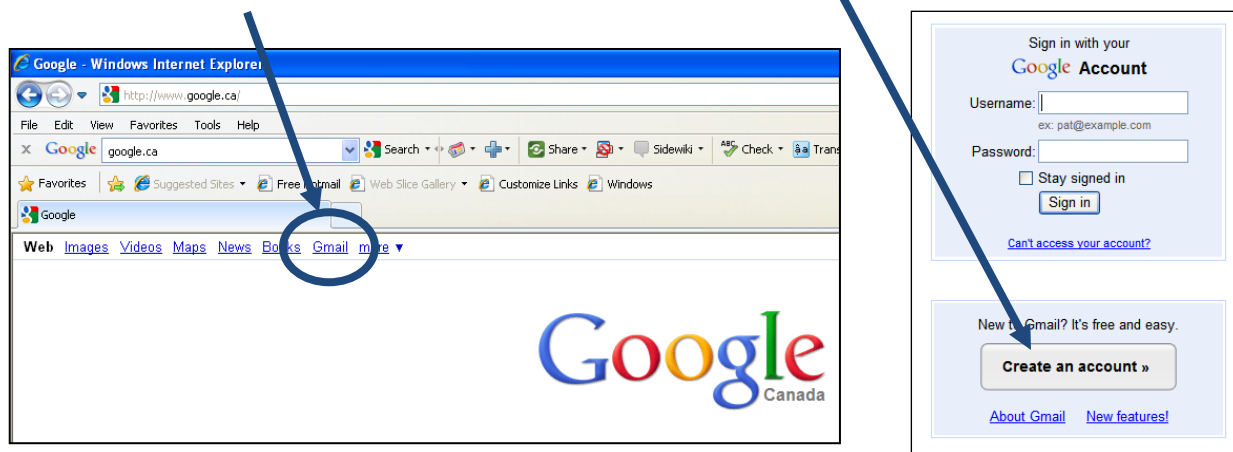 Google - Windows Internet Explorer
http://www.google.ca/
File Edit View Favorites Tools Help
x Google google.ca Search Share Sidewiki ABC Check âa Trans
Favorites Suggested Sites Free Hotmail Web Slice Gallery Customize Links Windows
Google
Web Images Videos Maps News Books Gmail more ▼
Google
Canada
Sign in with your
Google Account
Username:
ex: pat@example.com
Password:
Stay signed in
Sign in
Can't access your account?
New to Gmail? It's free and easy.
Create an account »
About Gmail New features!